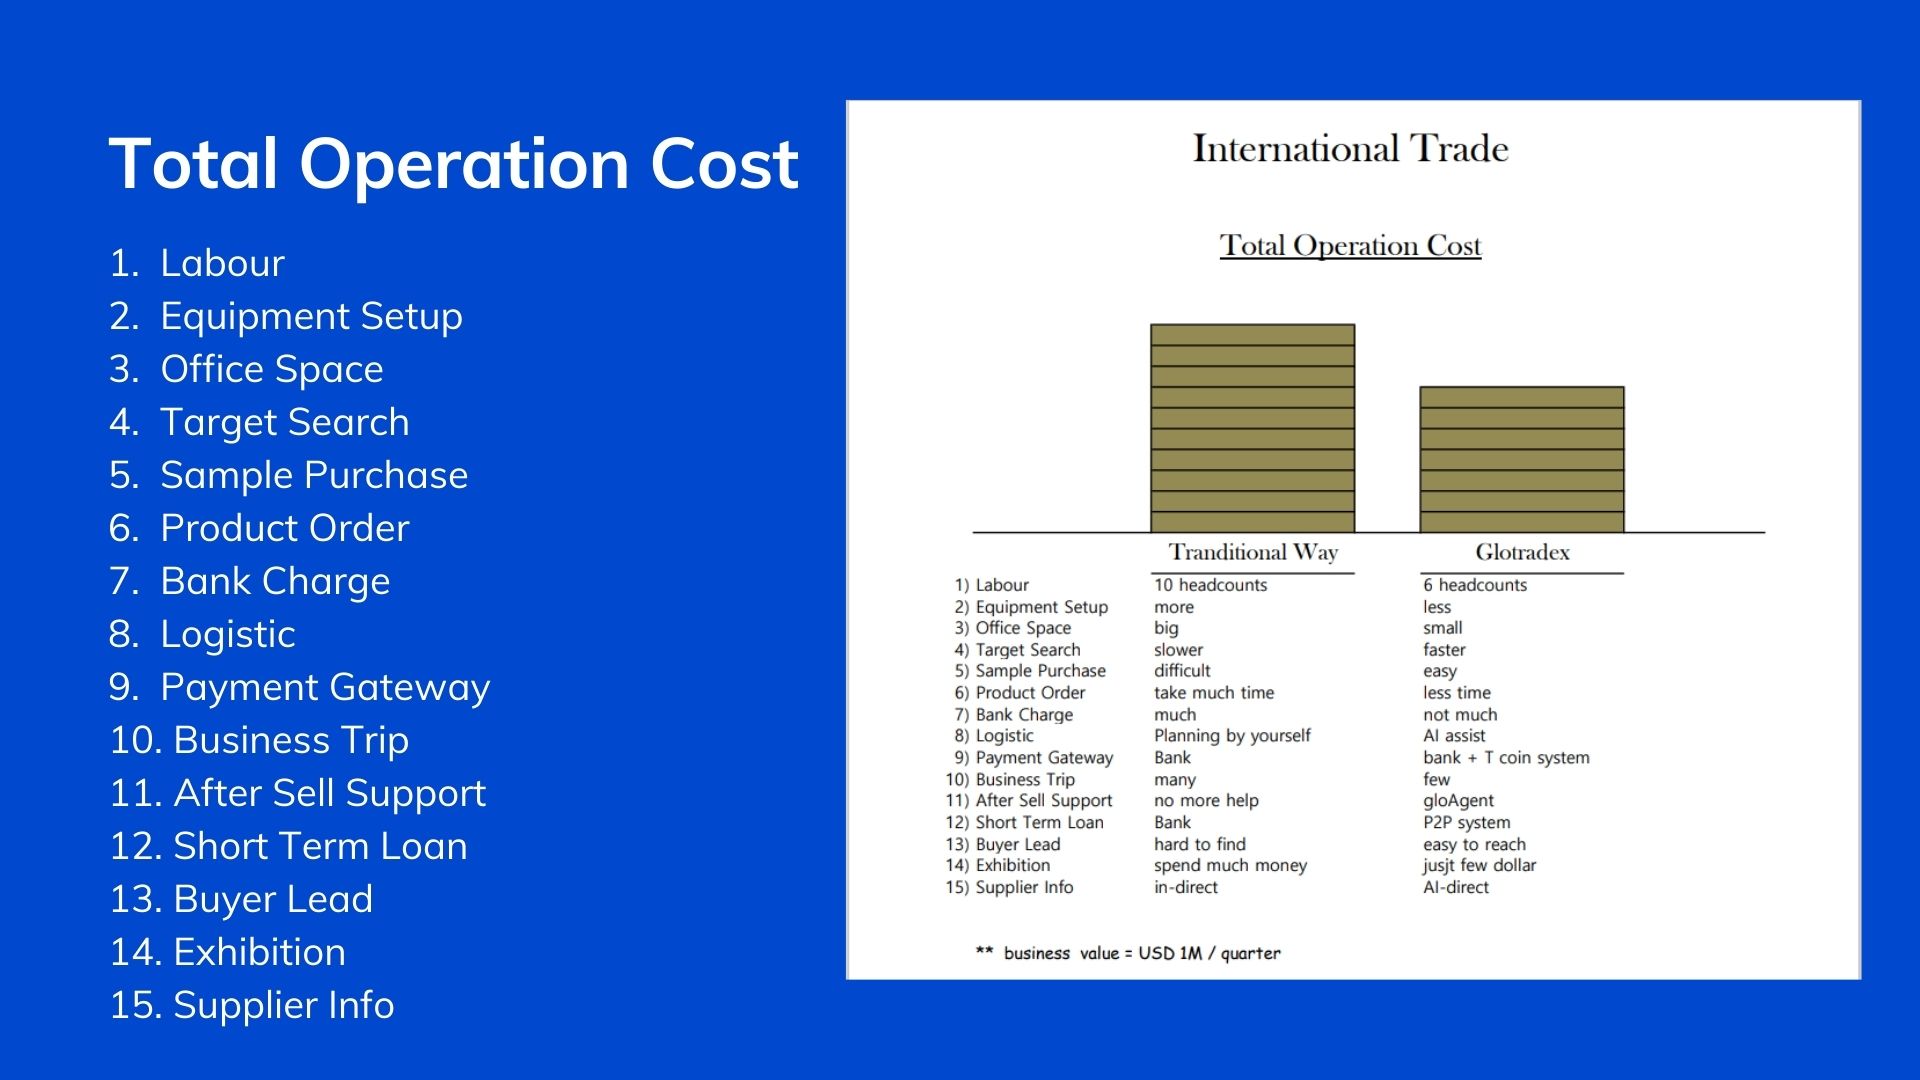 Total Operation Cost
1. Labour
2. Equipment Setup
3. Office Space
4. Target Search
5. Sample Purchase
6. Product Order
7. Bank Charge
8. Logistic
9. Payment Gateway
10. Business Trip
11. After Sell Support
12. Short Term Loan
13. Buyer Lead
14. Exhibition
15. Supplier Info
International Trade
Total Operation Cost
Tranditional Way Glotradex
1) Labour 10 headcounts 6 headcounts
2) Equipment Setup more less
3) Office Space big small
4) Target Search slower faster
5) Sample Purchase difficult easy
6) Product Order take much time less time
7) Bank Charge much not much
8) Logistic Planning by yourself AI assist
9) Payment Gateway Bank bank + T coin system
10) Business Trip many few
11) After Sell Support no more help gloAgent
12) Short Term Loan Bank P2P system
13) Buyer Lead hard to find easy to reach
14) Exhibition spend much money jusjt few dollar
15) Supplier Info in-direct AI-direct
** business value = USD 1M / quarter